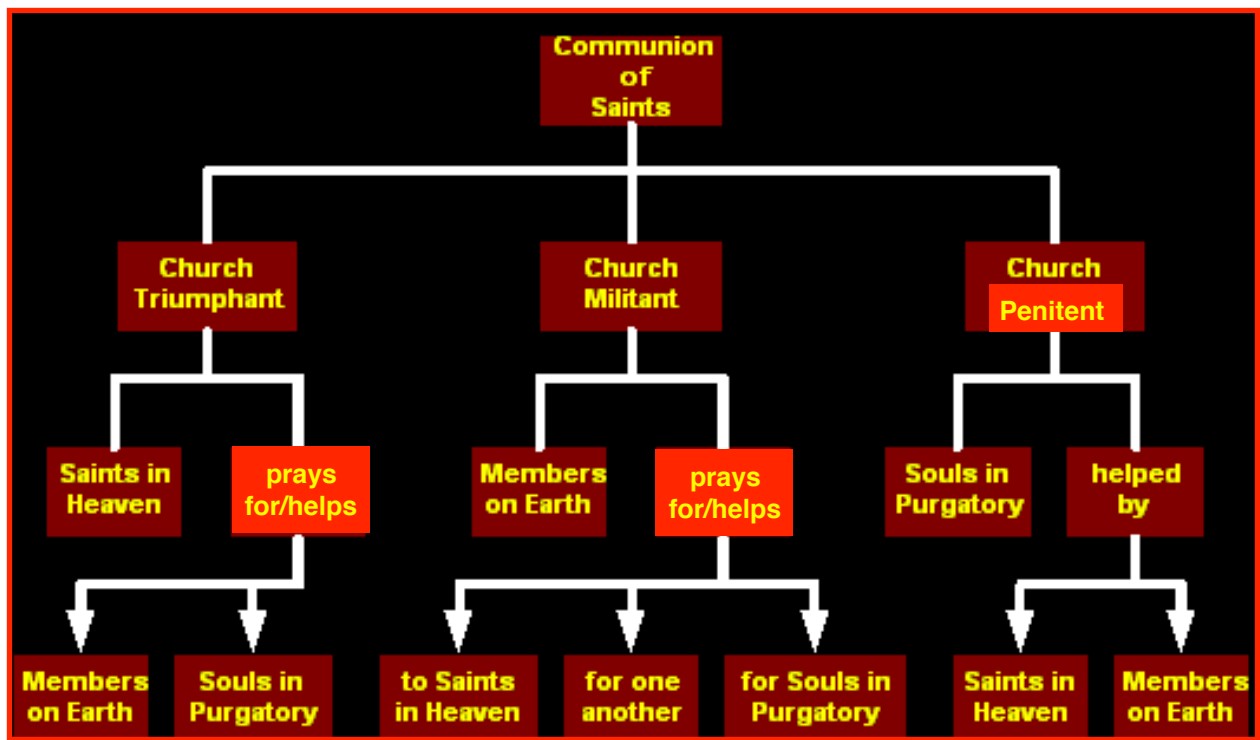 Communion
of
Saints
Church
Triumphant
Church
Militant
Church
Penitent
Saints in
Heaven
prays
for/helps
Members
on Earth
prays
for/helps
Souls in
Purgatory
helped
by
Members
on Earth
Souls in
Purgatory
to Saints
in Heaven
for one
another
for Souls in
Purgatory
Saints in
Heaven
Members
on Earth